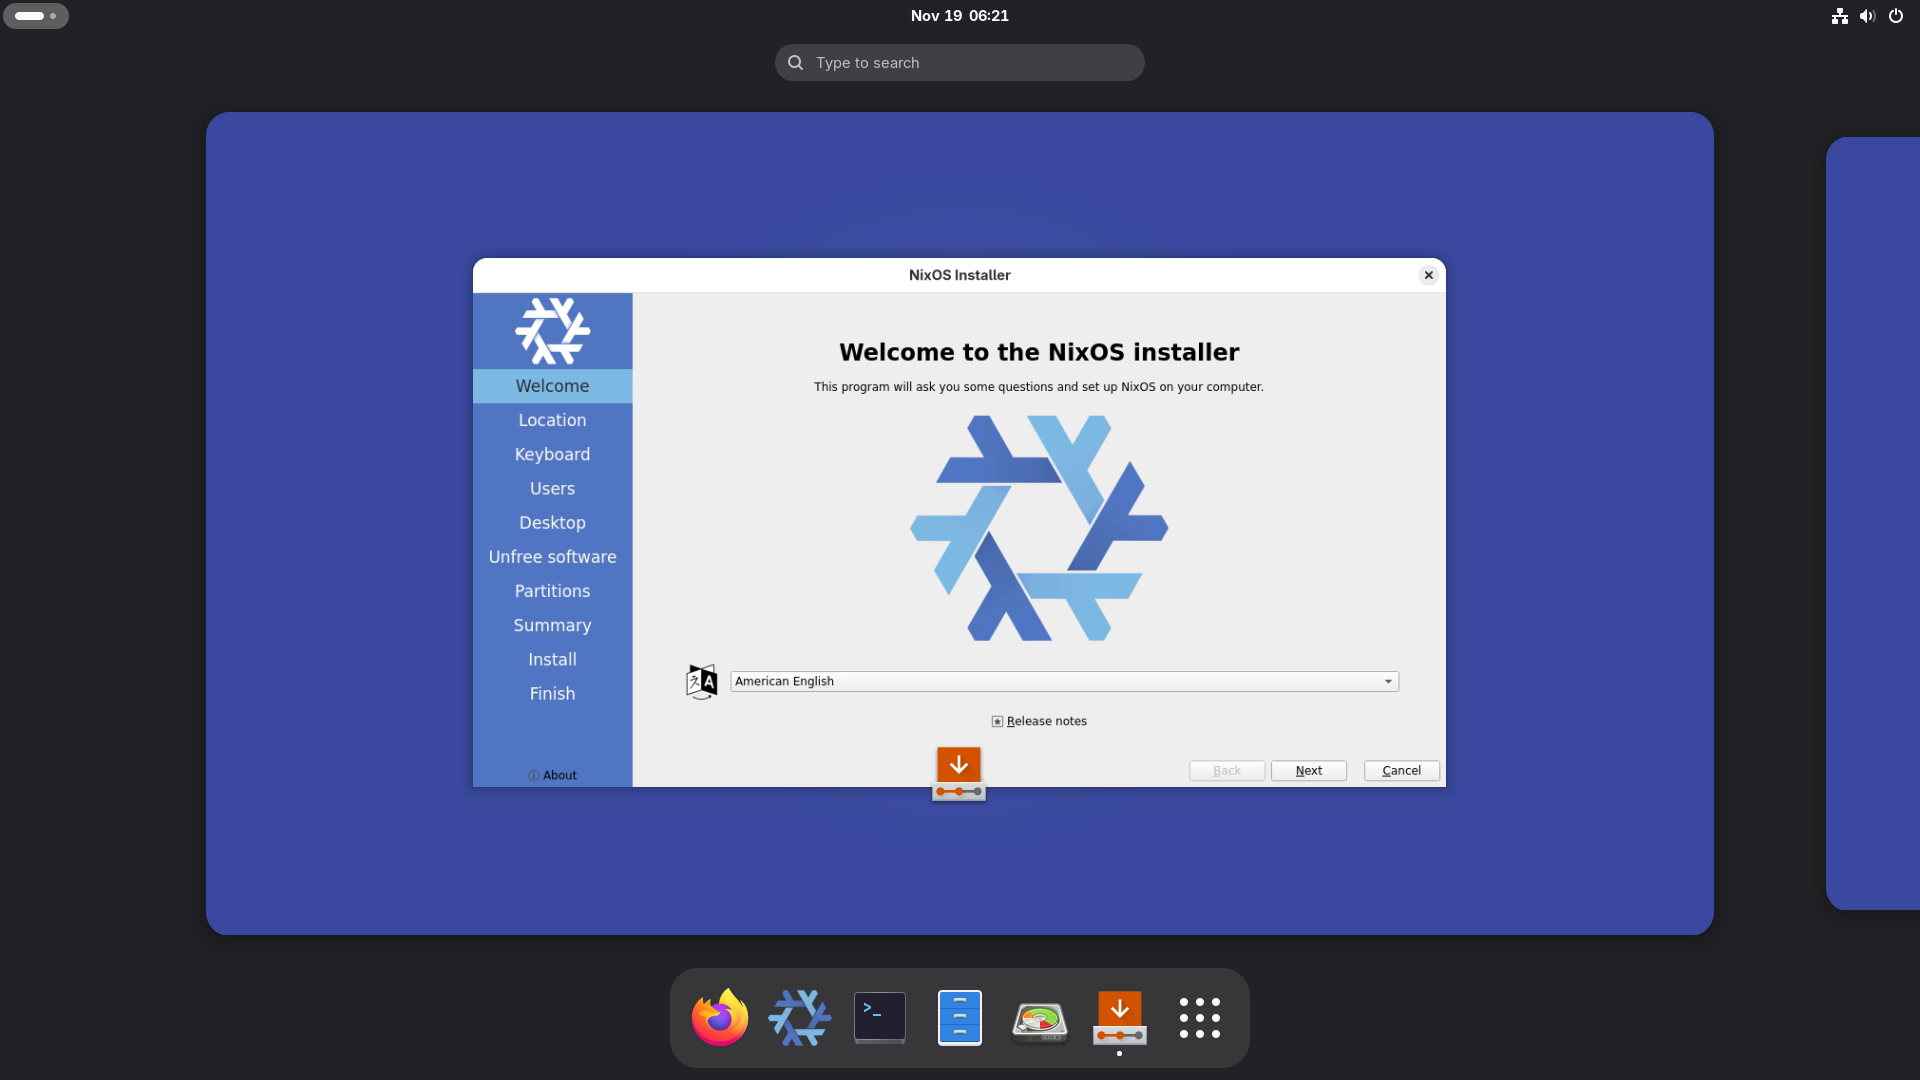 Nov 19 06:21
Type to search
NixOS Installer
Welcome
Location
Keyboard
Users
Desktop
Unfree software
Partitions
Summary
Install
Finish
About
Welcome to the NixOS installer
This program will ask you some questions and set up NixOS on your computer.
American English
Release notes
Back
Next
Cancel
>_